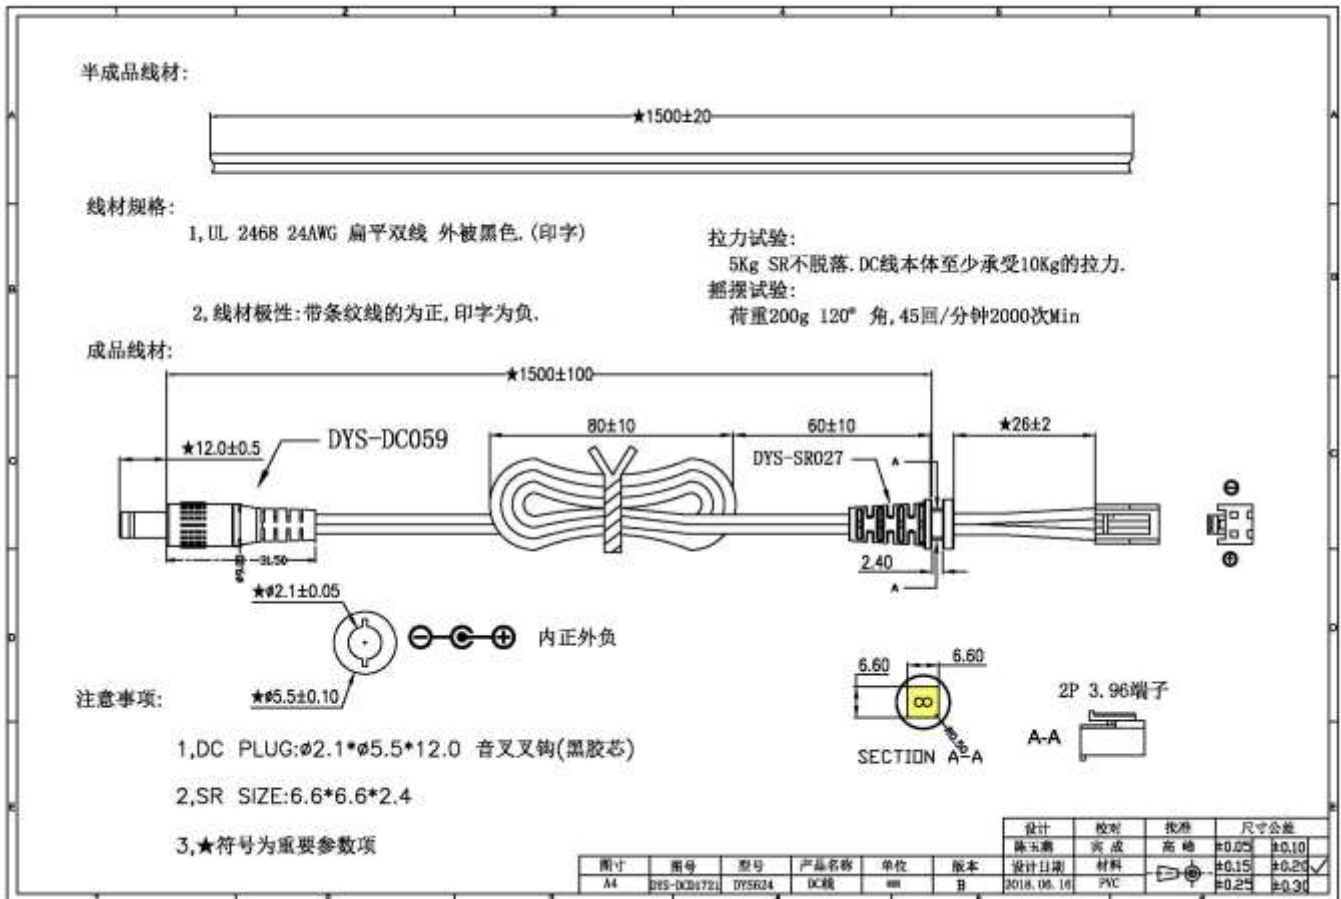 半成品线材:
★1500±20
线材规格:
1,UL 2468 24AWG 扁平双线 外被黑色.(印字)
拉力试验:
5Kg SR不脱落.DC线本体至少承受10Kg的拉力.
2,线材极性:带条纹线的为正,印字为负.
摇摆试验:
荷重200g 120° 角,45回/分钟2000次Min
成品线材:
★1500±100
★12.0±0.5
DYS-DC059
80±10
60±10
★26±2
DYS-SR027
A
31.50
2.40
A
★ø2.1±0.05
内正外负
★ø5.5±0.10
6.60
6.60
2P 3.96端子
SECTION A-A
A-A
注意事项:
1,DC PLUG:ø2.1*ø5.5*12.0 音叉叉钩(黑胶芯)
2,SR SIZE:6.6*6.6*2.4
3,★符号为重要参数项
设计 校对 批准 尺寸公差
±0.05 ±0.10
图寸 图号 型号 产品名称 单位 版本 设计日期 材料 ±0.15 ±0.20
A4 DYS624 DC线 mm B 2018.06.16 PVC ±0.25 ±0.30